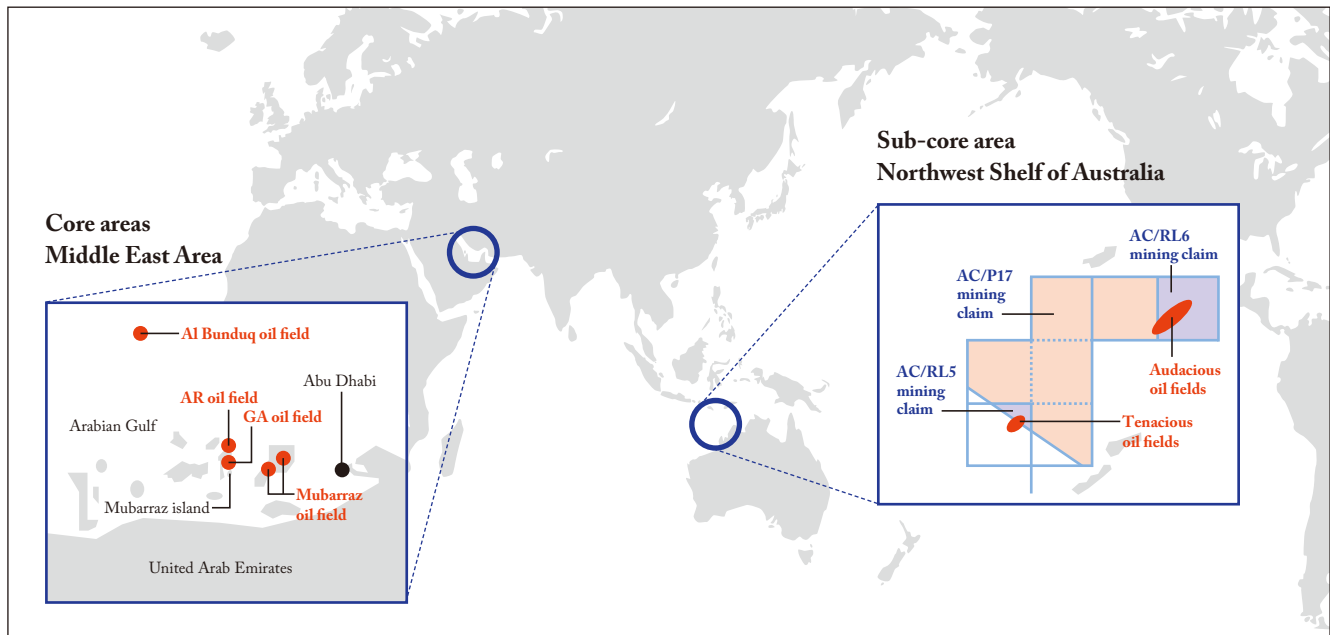 Core areas
Middle East Area
Al Bunduq oil field
Abu Dhabi
AR oil field
GA oil field
Arabian Gulf
Mubarraz island
Mubarraz
oil field
United Arab Emirates
Sub-core area
Northwest Shelf of Australia
AC/RL6
mining claim
AC/P17
mining
claim
AC/RL5
mining
claim
Audacious
oil fields
Tenacious
oil fields